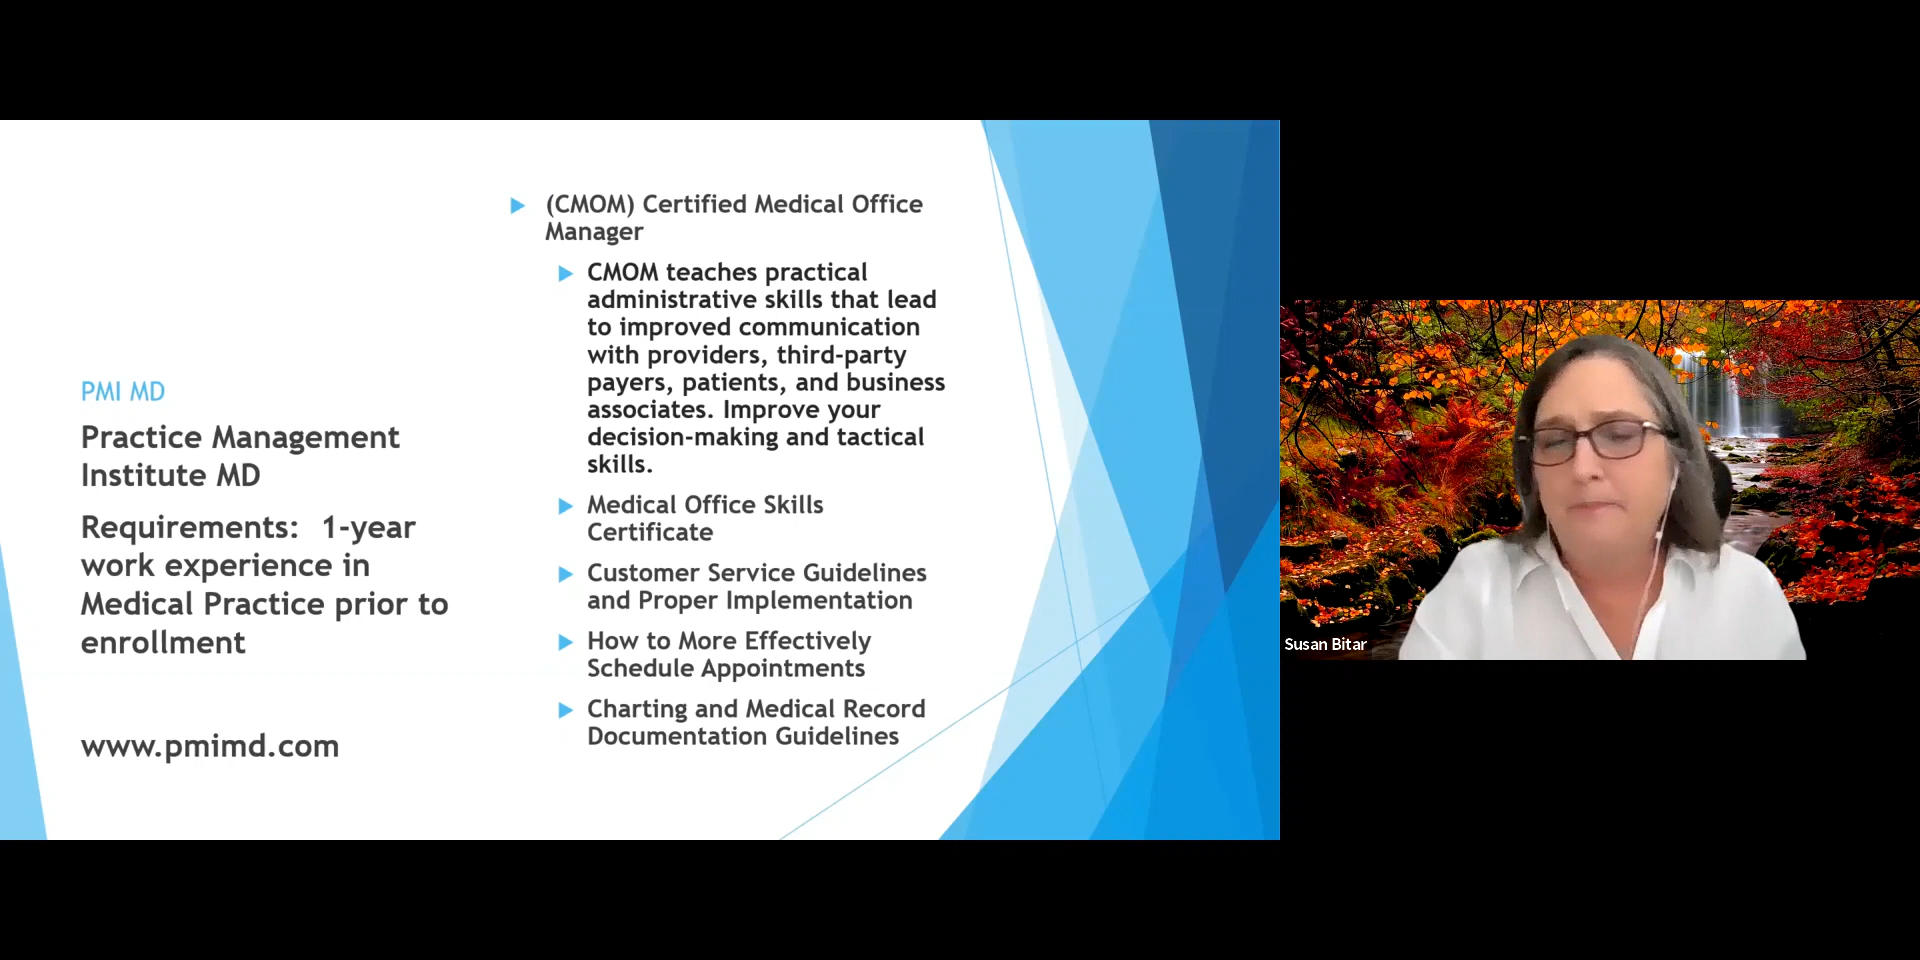 PMI MD
Practice Management
Institute MD
Requirements:  1-year
work experience in
Medical Practice prior to
enrollment
www.pmimd.com
(CMOM) Certified Medical Office
Manager
CMOM teaches practical
administrative skills that lead
to improved communication
with providers, third-party
payers, patients, and business
associates. Improve your
decision-making and tactical
skills.
Medical Office Skills
Certificate
Customer Service Guidelines
and Proper Implementation
How to More Effectively
Schedule Appointments
Charting and Medical Record
Documentation Guidelines
Susan Bitar